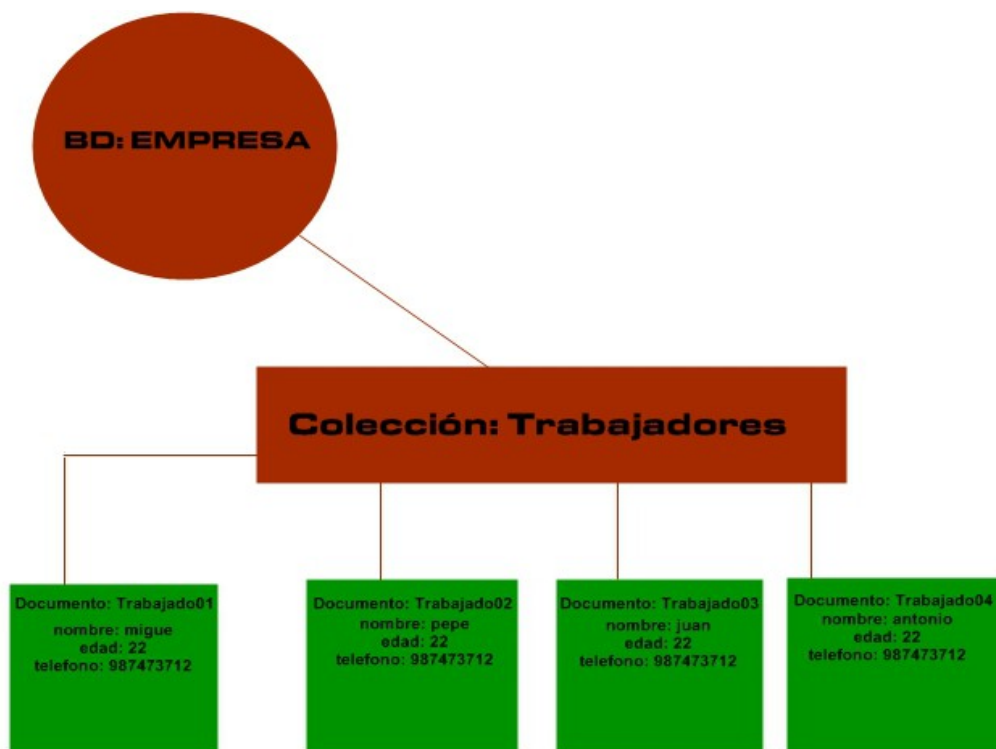 BD: EMPRESA
Colección: Trabajadores
Documento: Trabajado01
nombre: migue
edad: 22
telefono: 987473712
Documento: Trabajado02
nombre: pepe
edad: 22
telefono: 987473712
Documento: Trabajado03
nombre: juan
edad: 22
telefono: 987473712
Documento: Trabajado04
nombre: antonio
edad: 22
telefono: 987473712